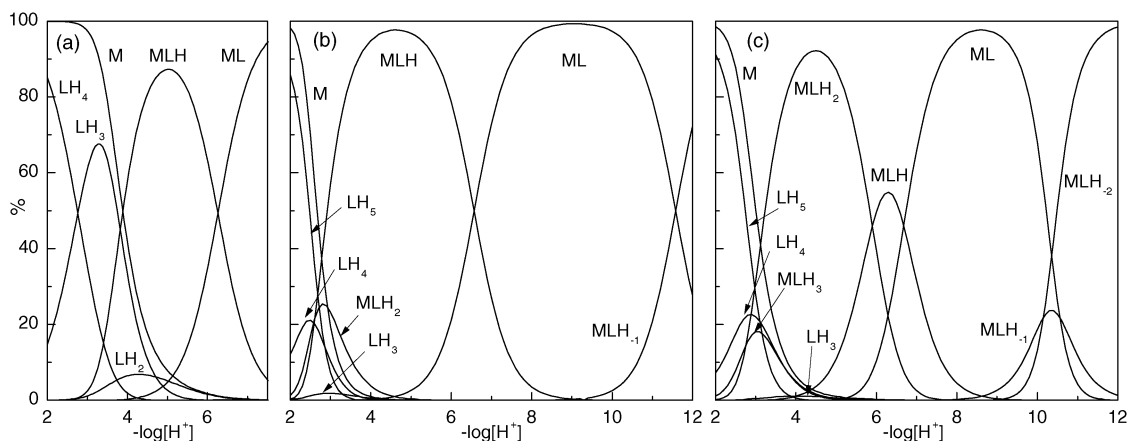 100
80
60
40
20
0
%
(a)
M
MLH
ML
LH₄
LH₃
LH₂
2
4
6
-log[H⁺]
(b)
M
MLH
ML
LH₅
LH₄
MLH₂
LH₃
MLH₋₁
2
4
6
8
10
12
-log[H⁺]
(c)
M
MLH₂
ML
MLH
MLH₋₂
LH₅
LH₄
MLH₃
LH₃
MLH₋₁
2
4
6
8
10
12
-log[H⁺]